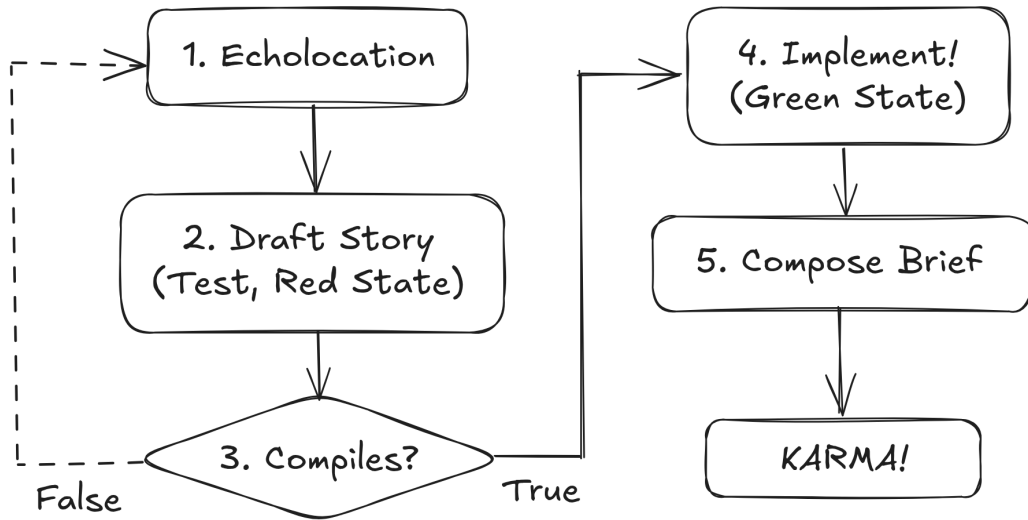 1. Echolocation
2. Draft Story
(Test, Red State)
3. Compiles?
False
True
4. Implement!
(Green State)
5. Compose Brief
KARMA!